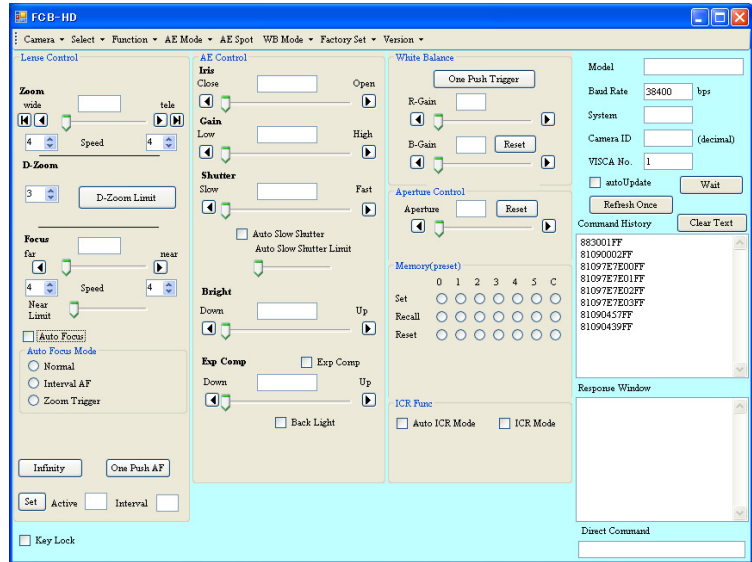 FCB-HD
Camera Select Function AE Mode AE Spot WB Mode Factory Set Version
Lense Control
Zoom
wide tele
4 Speed 4
D-Zoom
3 D-Zoom Limit
Focus
far near
4 Speed 4
Near
Limit
Auto Focus
Auto Focus Mode
Normal
Interval AF
Zoom Trigger
Infinity One Push AF
Set Active Interval
Key Lock
AE Control
Iris
Close Open
Gain
Low High
Shutter
Slow Fast
Auto Slow Shutter
Auto Slow Shutter Limit
Bright
Down Up
Exp Comp Exp Comp
Down Up
Back Light
White Balance
One Push Trigger
R-Gain
B-Gain Reset
Aperture Control
Aperture Reset
Memory(preset)
0 1 2 3 4 5 C
Set
Recall
Reset
ICR Func
Auto ICR Mode ICR Mode
Model
Baud Rate 38400 bps
System
Camera ID (decimal)
VISCA No. 1
autoUpdate Wait
Refresh Once
Command History Clear Text
883001FF
81090002FF
81097E7E00FF
81097E7E01FF
81097E7E02FF
81097E7E03FF
81090457FF
81090439FF
Response Window
Direct Command